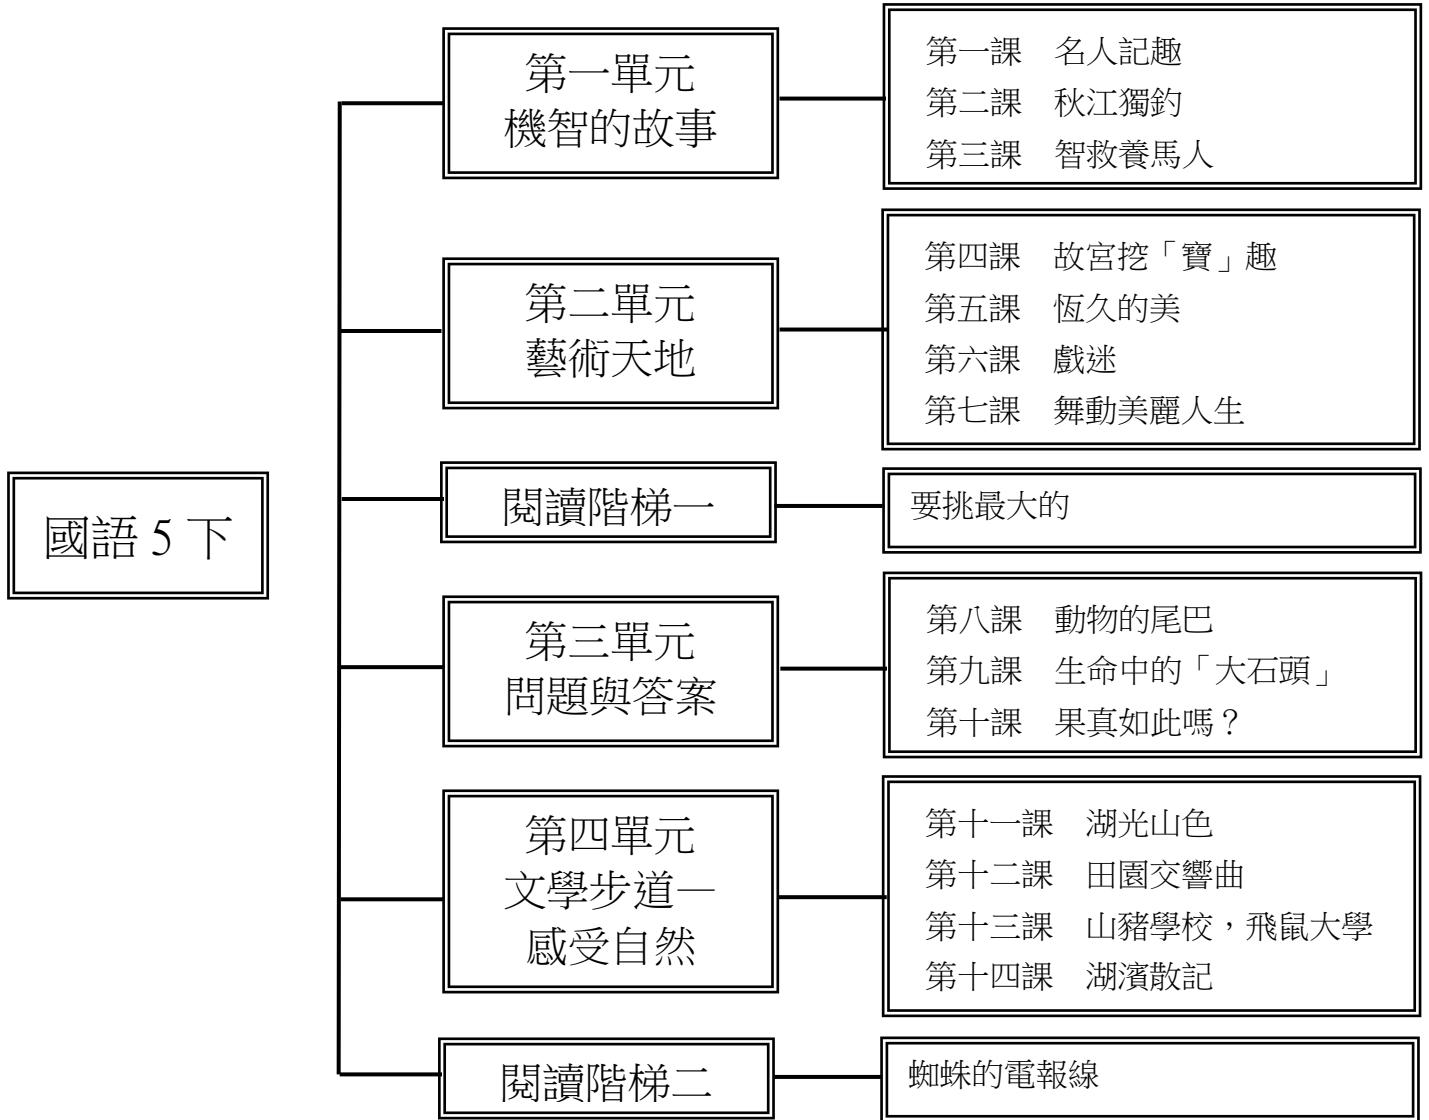 國語 5 下
第一單元
機智的故事
第一課　名人記趣
第二課　秋江獨釣
第三課　智救養馬人
第二單元
藝術天地
第四課　故宮挖「寶」趣
第五課　恆久的美
第六課　戲迷
第七課　舞動美麗人生
閱讀階梯一
要挑最大的
第三單元
問題與答案
第八課　動物的尾巴
第九課　生命中的「大石頭」
第十課　果真如此嗎？
第四單元
文學步道—
感受自然
第十一課　湖光山色
第十二課　田園交響曲
第十三課　山豬學校，飛鼠大學
第十四課　湖濱散記
閱讀階梯二
蜘蛛的電報線